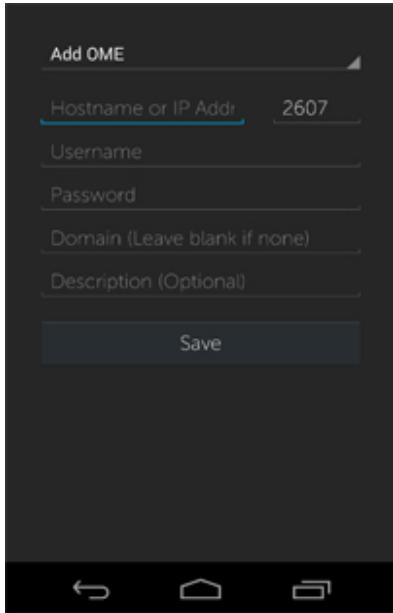 Add OME
Hostname or IP Addr 2607
Username
Password
Domain (Leave blank if none)
Description (Optional)
Save